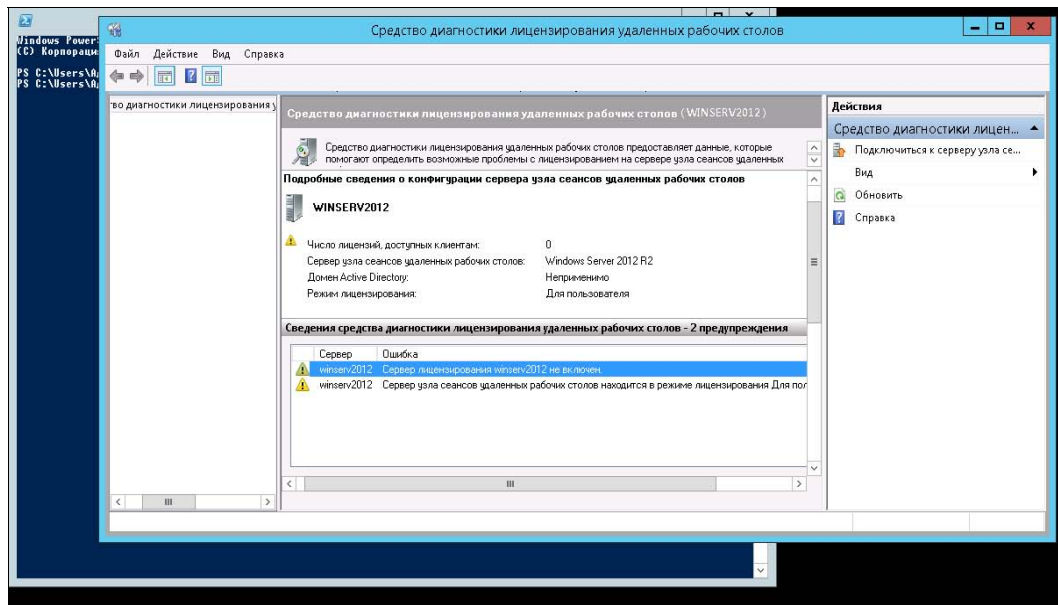 Windows Power
(C) Корпораци
PS C:\Users\А
PS C:\Users\А
Средство диагностики лицензирования удаленных рабочих столов
Файл Действие Вид Справка
во диагностики лицензирования у
Средство диагностики лицензирования удаленных рабочих столов (WINSERV2012)
Средство диагностики лицензирования удаленных рабочих столов предоставляет данные, которые
помогают определить возможные проблемы с лицензированием на сервере узла сеансов удаленных
Подробные сведения о конфигурации сервера узла сеансов удаленных рабочих столов
WINSERV2012
Число лицензий, доступных клиентам: 0
Сервер узла сеансов удаленных рабочих столов: Windows Server 2012 R2
Домен Active Directory: Неприменимо
Режим лицензирования: Для пользователя
Сведения средства диагностики лицензирования удаленных рабочих столов - 2 предупреждения
Сервер Ошибка
winserv2012 Сервер лицензирования winserv2012 не включен.
winserv2012 Сервер узла сеансов удаленных рабочих столов находится в режиме лицензирования Для пол
Действия
Средство диагностики лицен...
Подключиться к серверу узла се...
Вид
Обновить
Справка